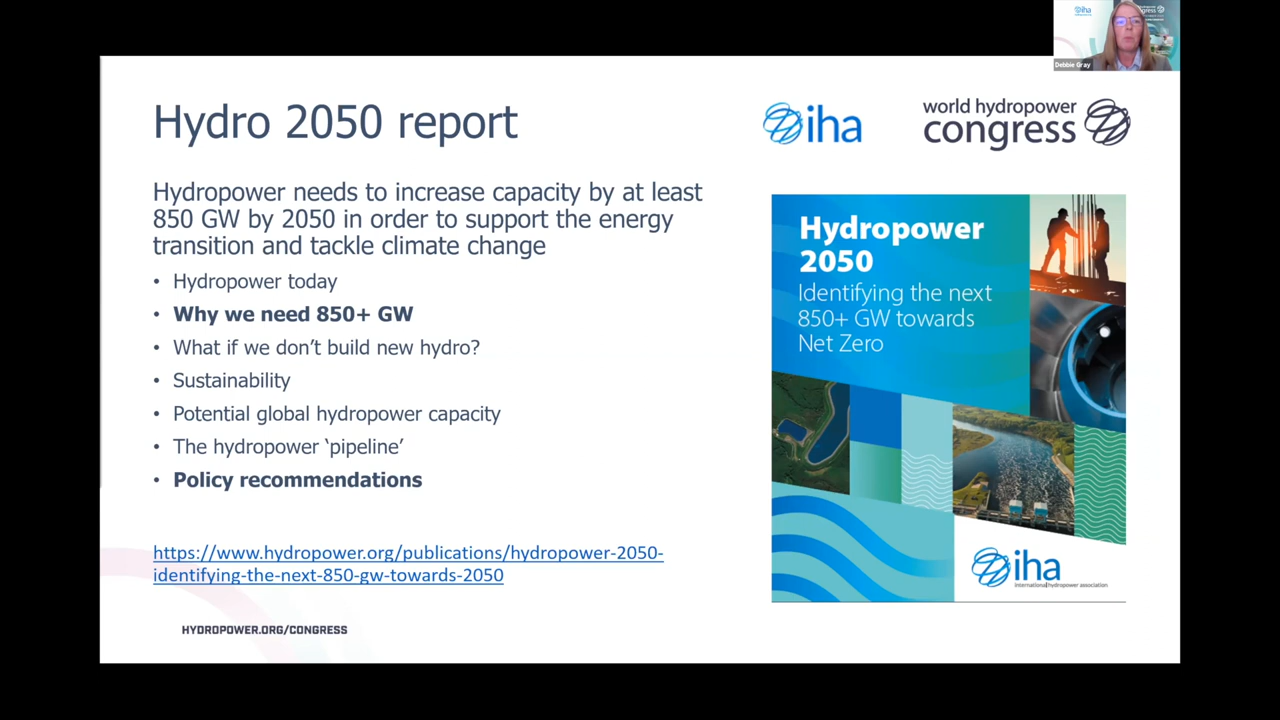 iha
congress
Debbie Gray
Hydro 2050 report
iha
world hydropower
congress
Hydropower needs to increase capacity by at least
850 GW by 2050 in order to support the energy
transition and tackle climate change
• Hydropower today
• Why we need 850+ GW
• What if we don’t build new hydro?
• Sustainability
• Potential global hydropower capacity
• The hydropower ‘pipeline’
• Policy recommendations
https://www.hydropower.org/publications/hydropower-2050-
identifying-the-next-850-gw-towards-2050
HYDROPOWER.ORG/CONGRESS
Hydropower
2050
Identifying the next
850+ GW towards
Net Zero
iha
international hydropower association